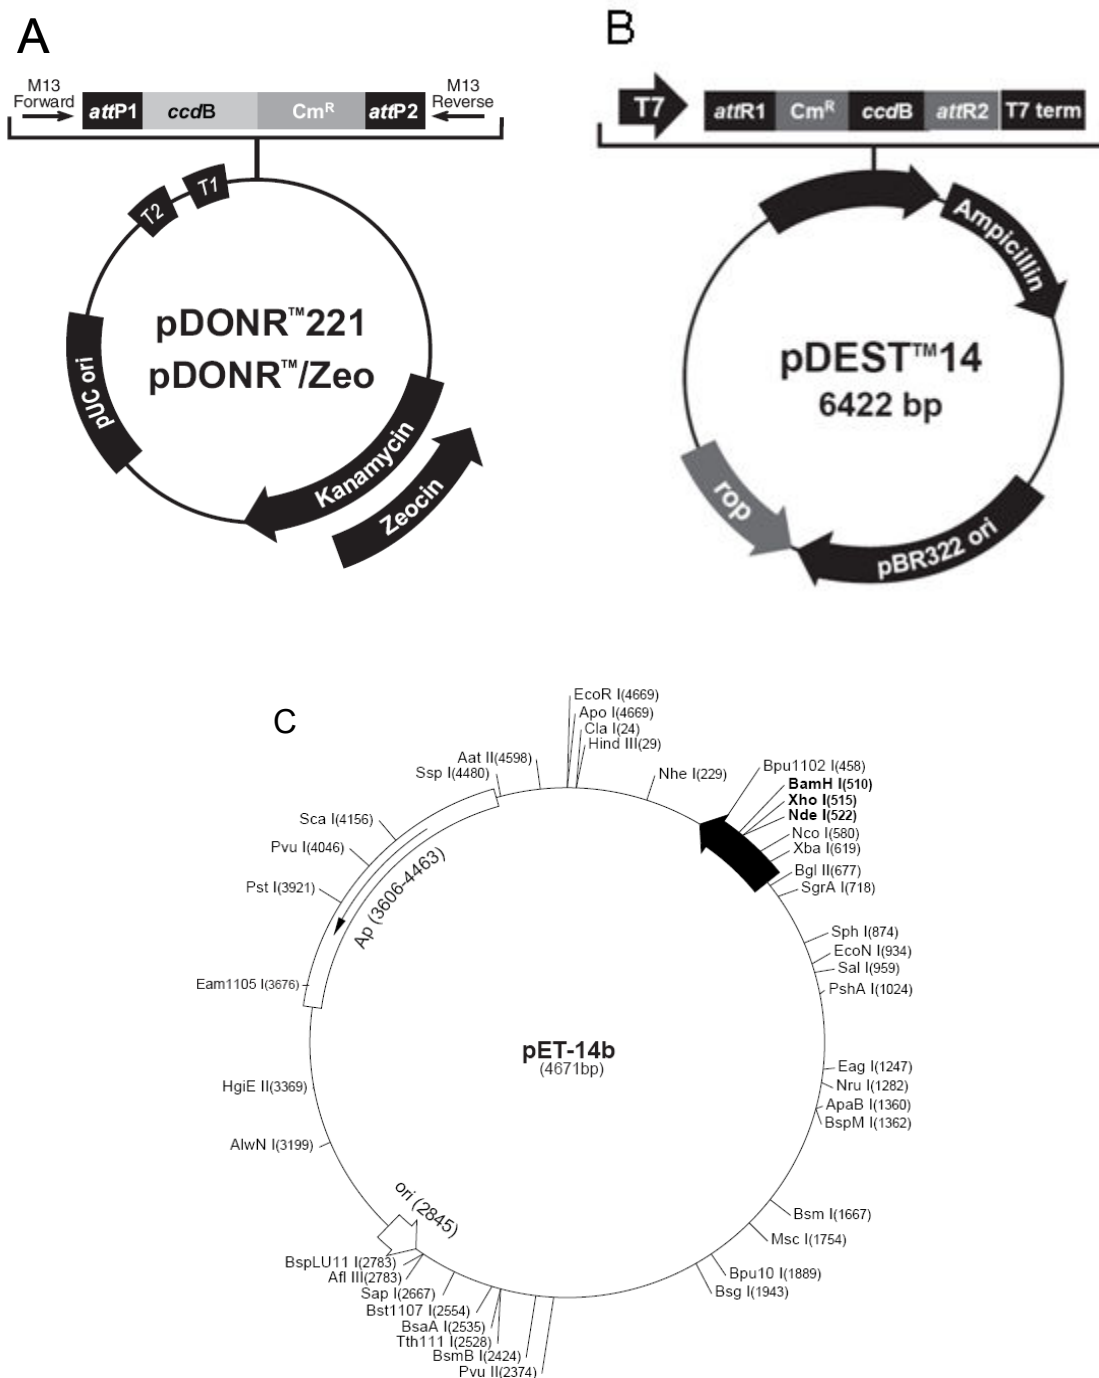 A
M13
Forward
attP1
ccdB
CmR
attP2
M13
Reverse
T2
T1
pDONR™221
pDONR™/Zeo
pUC ori
Kanamycin
Zeocin
B
T7
attR1
CmR
ccdB
attR2
T7 term
Ampicillin
pDEST™14
6422 bp
rop
pBR322 ori
C
EcoR I(4669)
Apo I(4669)
Cla I(24)
Hind III(29)
Aat II(4598)
Ssp I(4480)
Nhe I(229)
Bpu1102 I(458)
BamH I(510)
Xho I(515)
Nde I(522)
Nco I(580)
Xba I(619)
Bgl II(677)
SgrA I(718)
Sca I(4156)
Pvu I(4046)
Pst I(3921)
Ap (3606-4463)
Sph I(874)
EcoN I(934)
Sal I(959)
PshA I(1024)
Eam1105 I(3676)
pET-14b
(4671bp)
Eag I(1247)
Nru I(1282)
ApaB I(1360)
BspM I(1362)
HgiE II(3369)
AlwN I(3199)
ori (2845)
Bsm I(1667)
Msc I(1754)
Bpu10 I(1889)
Bsg I(1943)
BspLU11 I(2783)
Afl III(2783)
Sap I(2667)
Bst1107 I(2554)
BsaA I(2535)
Tth111 I(2528)
BsmB I(2424)
Pvu II(2374)